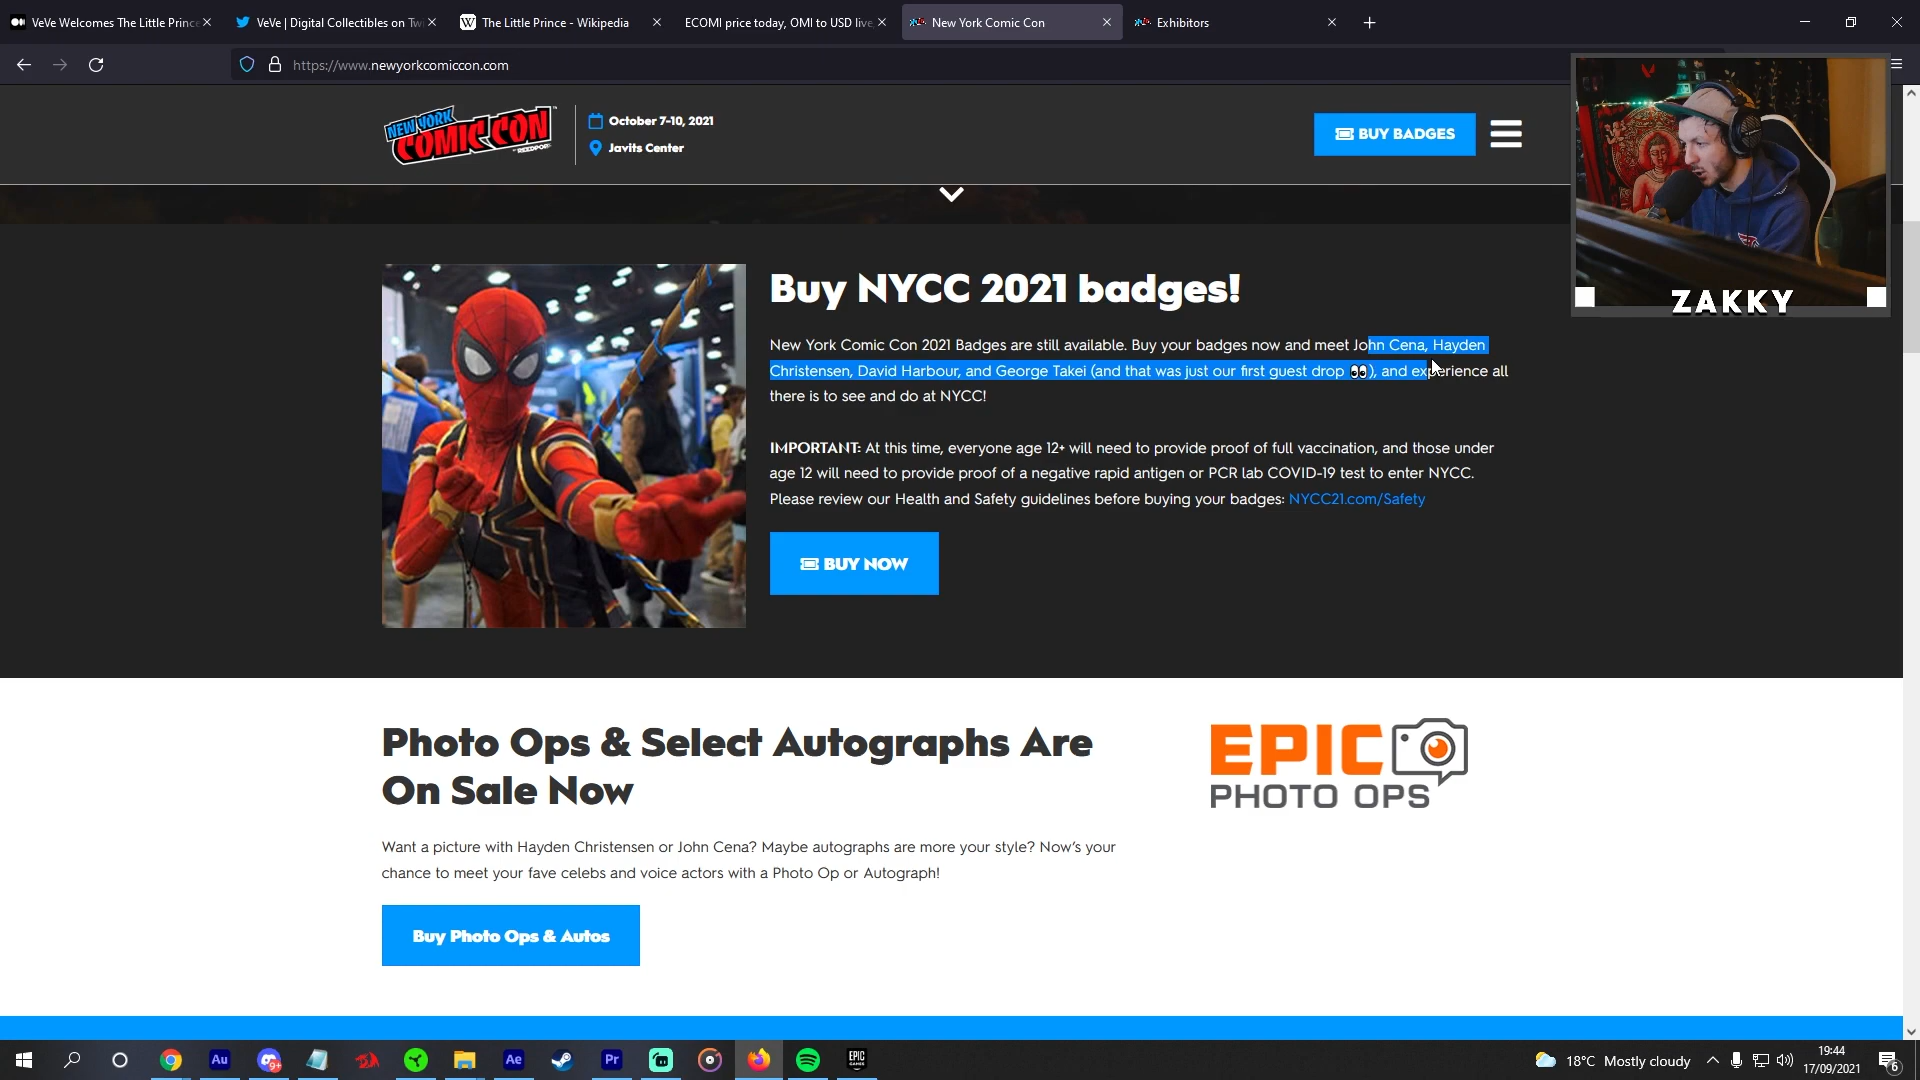 VeVe Welcomes The Little Prince
VeVe | Digital Collectibles on Twi
The Little Prince - Wikipedia
ECOMI price today, OMI to USD live,
New York Comic Con
Exhibitors
https://www.newyorkcomiccon.com
NEW YORK
COMIC CON
BY REEDPOP
October 7-10, 2021
Javits Center
BUY BADGES
ZAKKY
Buy NYCC 2021 badges!
New York Comic Con 2021 Badges are still available. Buy your badges now and meet John Cena, Hayden
Christensen, David Harbour, and George Takei (and that was just our first guest drop 👀), and experience all
there is to see and do at NYCC!
IMPORTANT: At this time, everyone age 12+ will need to provide proof of full vaccination, and those under
age 12 will need to provide proof of a negative rapid antigen or PCR lab COVID-19 test to enter NYCC.
Please review our Health and Safety guidelines before buying your badges: NYCC21.com/Safety
BUY NOW
Photo Ops & Select Autographs Are
On Sale Now
EPIC
PHOTO OPS
Want a picture with Hayden Christensen or John Cena? Maybe autographs are more your style? Now's your
chance to meet your fave celebs and voice actors with a Photo Op or Autograph!
Buy Photo Ops & Autos
Au
9+
Ae
Pr
EPIC
GAMES
18°C Mostly cloudy
19:44
17/09/2021
6